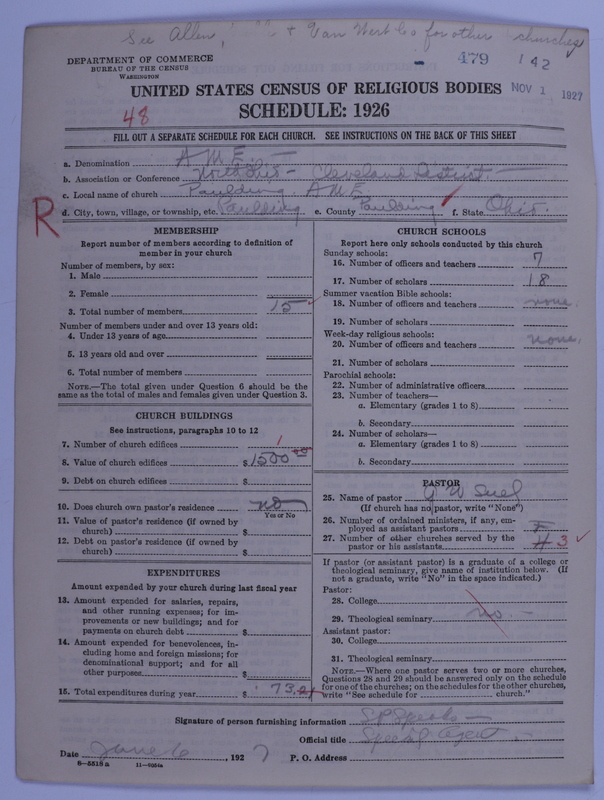 See Allen, & Van Wert Co for other churches
DEPARTMENT OF COMMERCE
BUREAU OF THE CENSUS
WASHINGTON
479 142
NOV 1 1927
UNITED STATES CENSUS OF RELIGIOUS BODIES
48
SCHEDULE: 1926
FILL OUT A SEPARATE SCHEDULE FOR EACH CHURCH. SEE INSTRUCTIONS ON THE BACK OF THIS SHEET
a. Denomination A.M.E.
b. Association or Conference North Ohio - Cleveland District
c. Local name of church Paulding A.M.E.
R
d. City, town, village, or township, etc. Paulding e. County Paulding f. State Ohio
MEMBERSHIP
Report number of members according to definition of member in your church
Number of members, by sex:
1. Male
2. Female
3. Total number of members 15
Number of members under and over 13 years old:
4. Under 13 years of age
5. 13 years old and over
6. Total number of members
NOTE.—The total given under Question 6 should be the same as the total of males and females given under Question 3.
CHURCH BUILDINGS
See instructions, paragraphs 10 to 12
7. Number of church edifices 1
8. Value of church edifices $1500 00
9. Debt on church edifices $
10. Does church own pastor's residence no
Yes or No
11. Value of pastor's residence (if owned by
church) $
12. Debt on pastor's residence (if owned by
church) $
EXPENDITURES
Amount expended by your church during last fiscal year
13. Amount expended for salaries, repairs,
and other running expenses; for im-
provements or new buildings; and for
payments on church debt $
14. Amount expended for benevolences, in-
cluding home and foreign missions; for
denominational support; and for all
other purposes $
15. Total expenditures during year $ 73.21
CHURCH SCHOOLS
Report here only schools conducted by this church
Sunday schools:
16. Number of officers and teachers 7
17. Number of scholars 18
Summer vacation Bible schools:
18. Number of officers and teachers none
19. Number of scholars
Week-day religious schools:
20. Number of officers and teachers none
21. Number of scholars
Parochial schools:
22. Number of administrative officers
23. Number of teachers—
a. Elementary (grades 1 to 8)
b. Secondary
24. Number of scholars—
a. Elementary (grades 1 to 8)
b. Secondary
PASTOR
25. Name of pastor G W
(If church has no pastor, write "None")
26. Number of ordained ministers, if any, em-
ployed as assistant pastors
27. Number of other churches served by the
pastor or his assistants 3
If pastor (or assistant pastor) is a graduate of a college or
theological seminary, give name of institution below. (If
not a graduate, write "No" in the space indicated.)
Pastor:
28. College
29. Theological seminary no
Assistant pastor:
30. College
31. Theological seminary
NOTE.—Where one pastor serves two or more churches,
Questions 28 and 29 should be answered only on the schedule
for one of the churches; on the schedules for the other churches,
write "See schedule for church."
Signature of person furnishing information S P Speaks
Official title Special Agent
Date June 6, 1927 P. O. Address
8-5518a 11-9054a